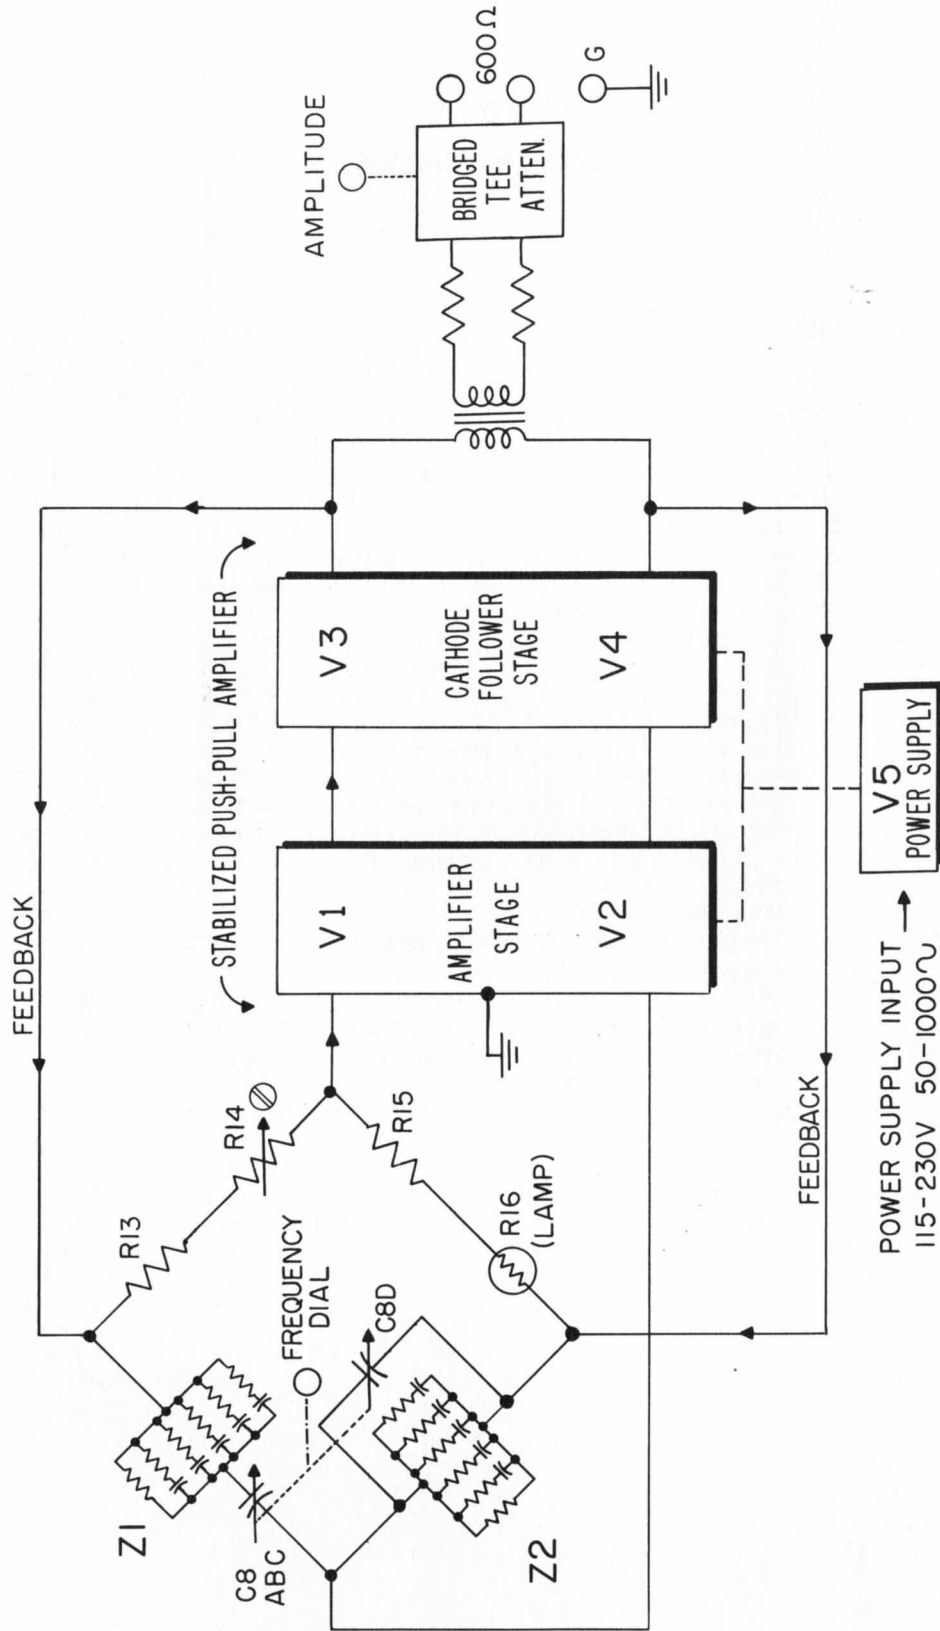 AMPLITUDE
600Ω
G
BRIDGED
TEE
ATTEN.
FEEDBACK
STABILIZED PUSH-PULL AMPLIFIER
V3
CATHODE
FOLLOWER
STAGE
V4
V1
AMPLIFIER
STAGE
V2
V5
POWER SUPPLY
POWER SUPPLY INPUT
115-230V 50-1000∿
FEEDBACK
R13
R14
R15
R16
(LAMP)
FREQUENCY
DIAL
C8D
Z1
C8
ABC
Z2